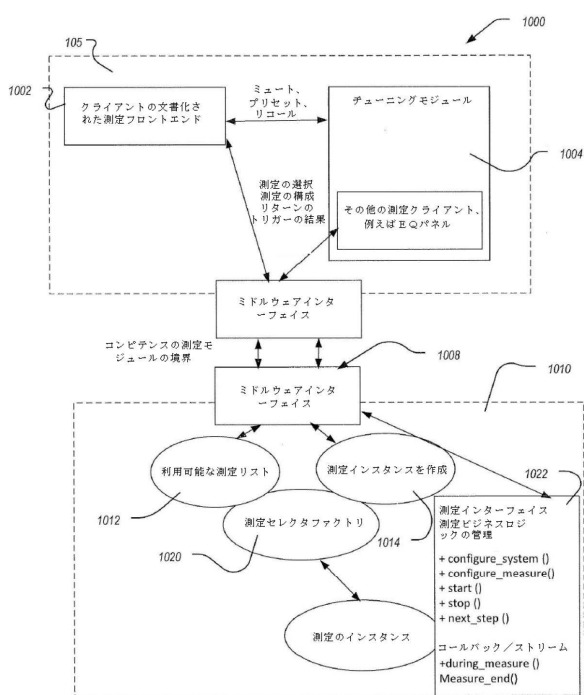 1000
105
1002
クライアントの文書化さ
れた測定フロントエンド
ミュート、
プリセット、
リコール
チューニングモジュール
1004
測定の選択
測定の構成
リターンの
トリガーの結果
その他の測定クライアント、
例えばEQパネル
ミドルウェアインタ
ーフェイス
コンピテンスの測定モ
ジュールの境界
1008
ミドルウェアインタ
ーフェイス
1010
利用可能な測定リスト
測定インスタンスを作成
1022
1012
測定セレクタファクトリ
1014
1020
測定インターフェイス
測定ビジネスロジ
ックの管理
+ configure_system ()
+ configure_measure()
+ start ()
+ stop ()
+ next_step ()
測定のインスタンス
コールバック／ストリーム
+during_measure ()
Measure_end()